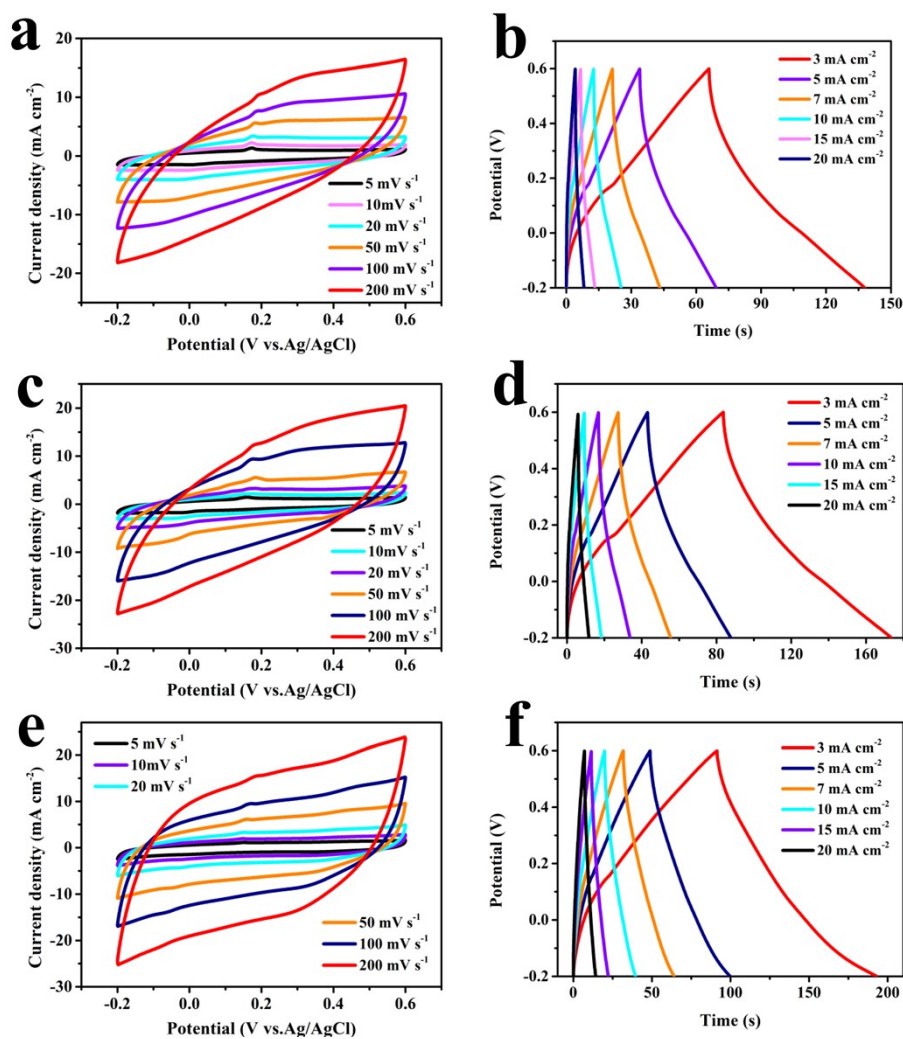 a
20
10
0
-10
-20
Current density (mA cm-2)
5 mV s-1
10mV s-1
20 mV s-1
50 mV s-1
100 mV s-1
200 mV s-1
-0.2 0.0 0.2 0.4 0.6
Potential (V vs.Ag/AgCl)
b
0.6
0.4
0.2
0.0
-0.2
Potential (V)
3 mA cm-2
5 mA cm-2
7 mA cm-2
10 mA cm-2
15 mA cm-2
20 mA cm-2
0 30 60 90 120 150
Time (s)
c
20
10
0
-10
-20
-30
Current density (mA cm-2)
5 mV s-1
10mV s-1
20 mV s-1
50 mV s-1
100 mV s-1
200 mV s-1
-0.2 0.0 0.2 0.4 0.6
Potential (V vs.Ag/AgCl)
d
0.6
0.4
0.2
0.0
-0.2
Potential (V)
3 mA cm-2
5 mA cm-2
7 mA cm-2
10 mA cm-2
15 mA cm-2
20 mA cm-2
0 40 80 120 160
Time (s)
e
20
10
0
-10
-20
-30
Current density (mA cm-2)
5 mV s-1
10mV s-1
20 mV s-1
50 mV s-1
100 mV s-1
200 mV s-1
-0.2 0.0 0.2 0.4 0.6
Potential (V vs.Ag/AgCl)
f
0.6
0.4
0.2
0.0
-0.2
Potential (V)
3 mA cm-2
5 mA cm-2
7 mA cm-2
10 mA cm-2
15 mA cm-2
20 mA cm-2
0 50 100 150 200
Time (s)